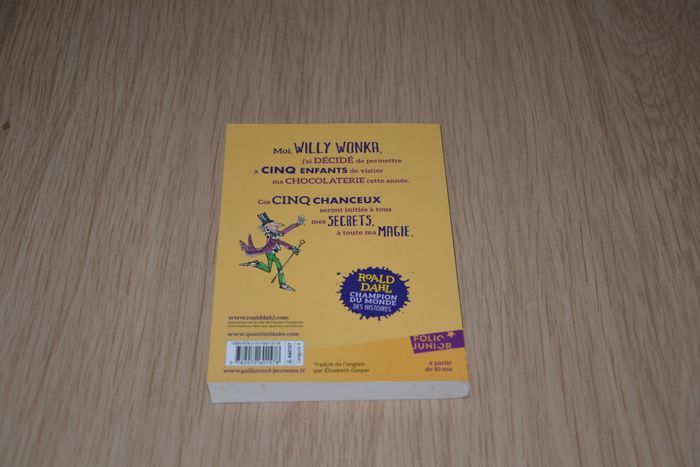 Moi, WILLY WONKA,
j'ai DÉCIDÉ de permettre
à CINQ ENFANTS de visiter
ma CHOCOLATERIE cette année.
Ces CINQ CHANCEUX
seront initiés à tous
mes SECRETS,
à toute ma MAGIE.
ROALD
DAHL
CHAMPION
DU MONDE
DES HISTOIRES
www.roalddahl.com
www.quentinblake.com
www.gallimard-jeunesse.fr
Traduit de l'anglais
par Élisabeth Gaspar
FOLIO
JUNIOR
à partir
de 10 ans